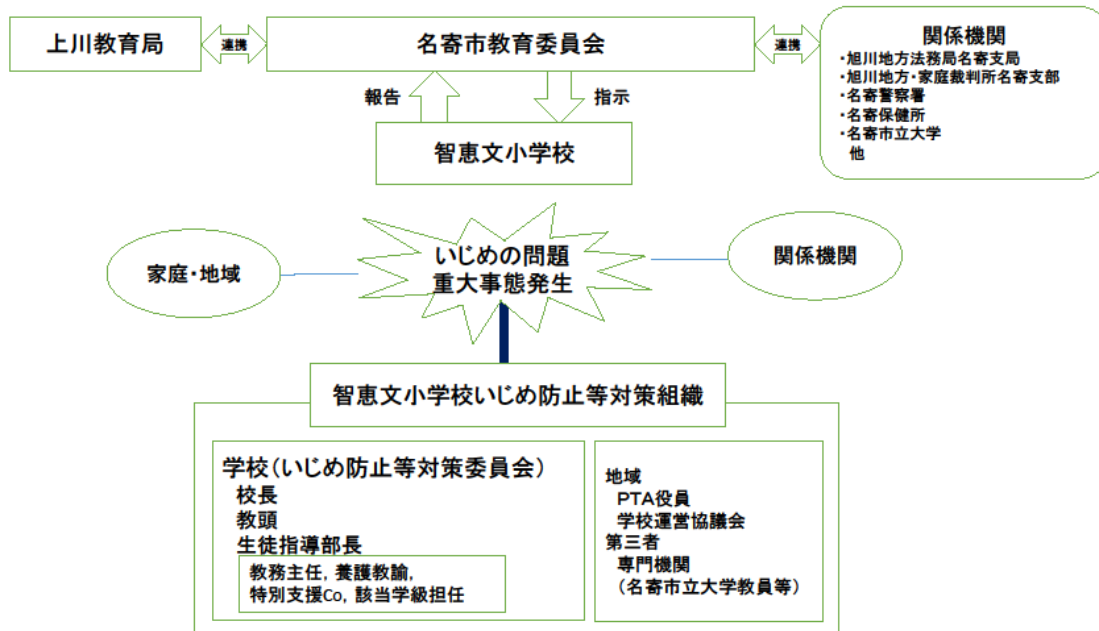 上川教育局
連携
名寄市教育委員会
連携
関係機関
・旭川地方法務局名寄支局
・旭川地方・家庭裁判所名寄支部
・名寄警察署
・名寄保健所
・名寄市立大学
他
報告
指示
智恵文小学校
家庭・地域
いじめの問題
重大事態発生
関係機関
智恵文小学校いじめ防止等対策組織
学校(いじめ防止等対策委員会)
校長
教頭
生徒指導部長
教務主任，養護教諭，
特別支援Co，該当学級担任
地域
PTA役員
学校運営協議会
第三者
専門機関
(名寄市立大学教員等)